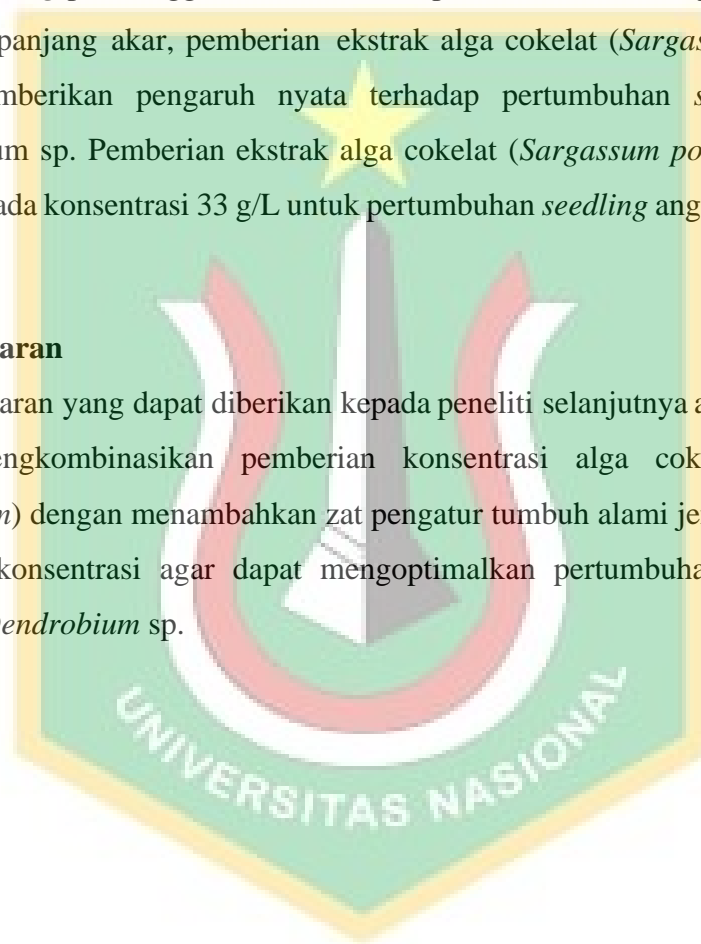 panjang akar, pemberian ekstrak alga cokelat (Sargas
mberikan pengaruh nyata terhadap pertumbuhan s
um sp. Pemberian ekstrak alga cokelat (Sargassum po
ada konsentrasi 33 g/L untuk pertumbuhan seedling ang
aran
aran yang dapat diberikan kepada peneliti selanjutnya a
engkombinasikan pemberian konsentrasi alga cok
n) dengan menambahkan zat pengatur tumbuh alami je
konsentrasi agar dapat mengoptimalkan pertumbuha
endrobium sp.
UNIVERSITAS NASIONAL